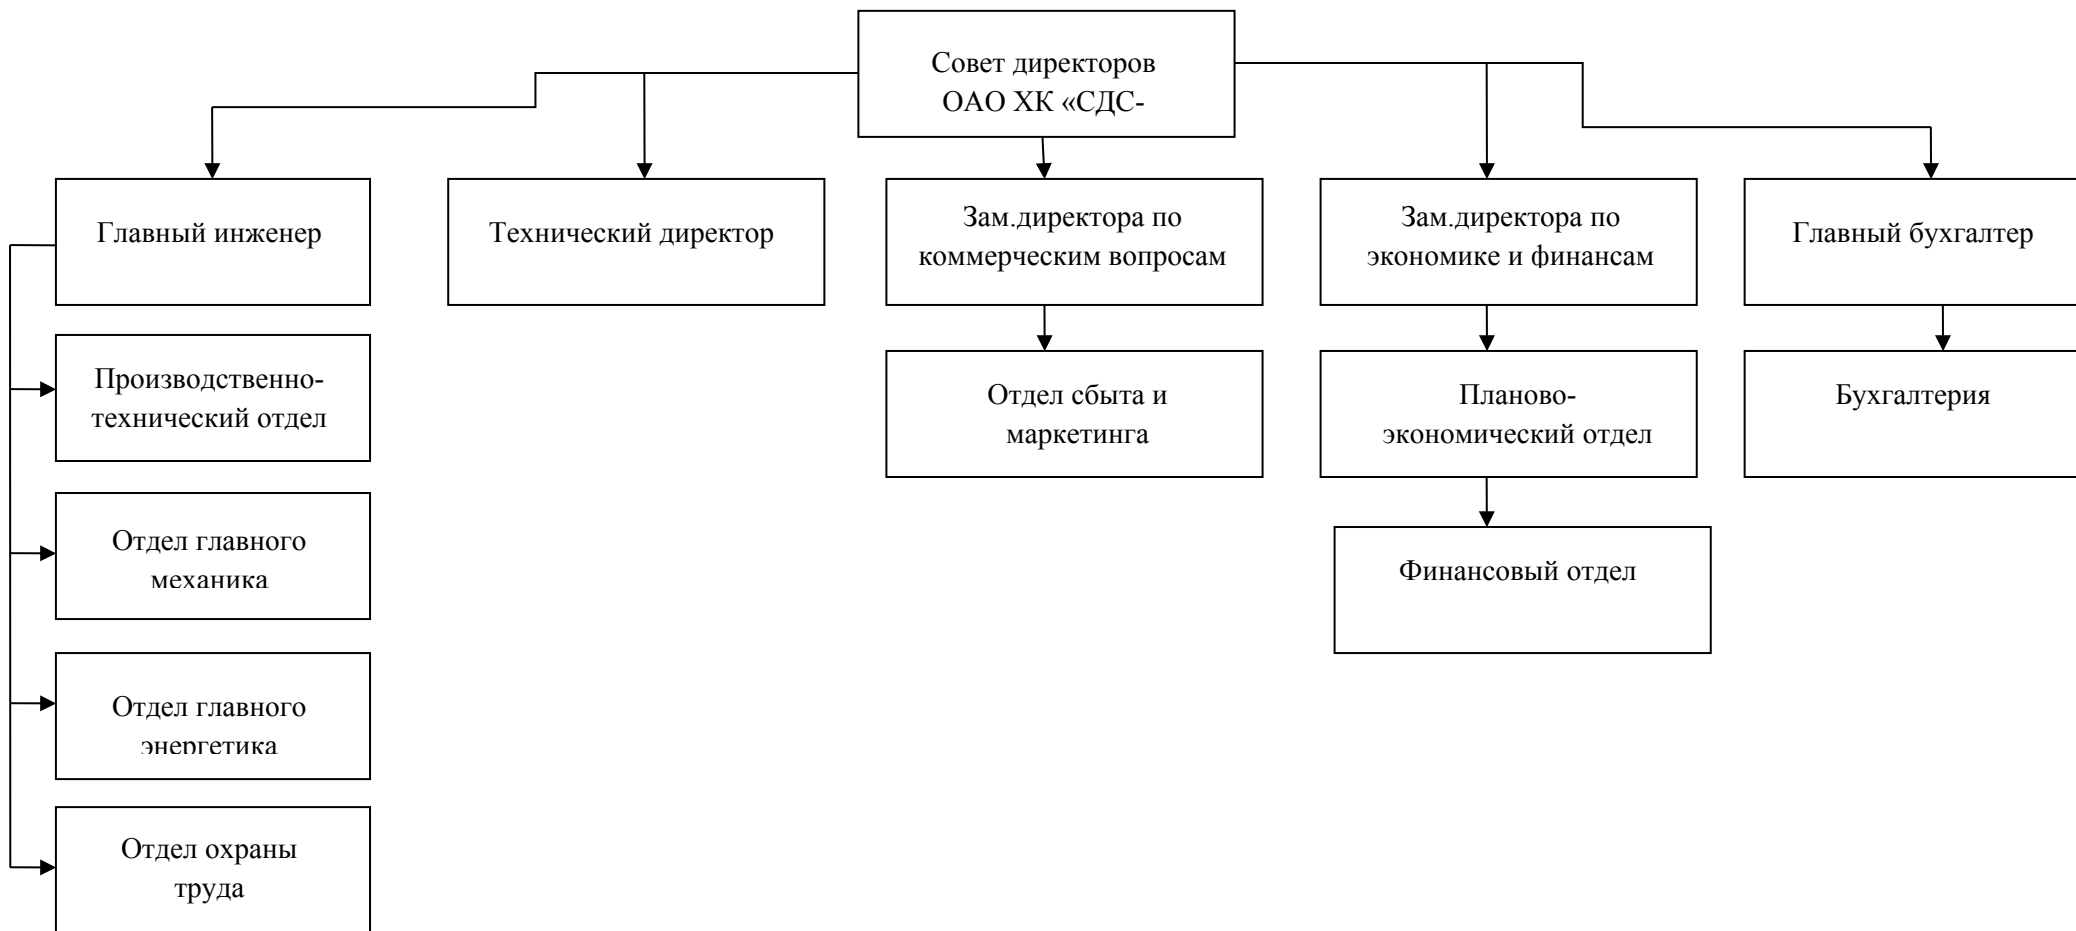 Совет директоров
ОАО ХК «СДС-
Главный инженер
Технический директор
Зам.директора по
коммерческим вопросам
Зам.директора по
экономике и финансам
Главный бухгалтер
Производственно-
технический отдел
Отдел сбыта и
маркетинга
Планово-
экономический отдел
Бухгалтерия
Отдел главного
механика
Финансовый отдел
Отдел главного
энергетика
Отдел охраны
труда